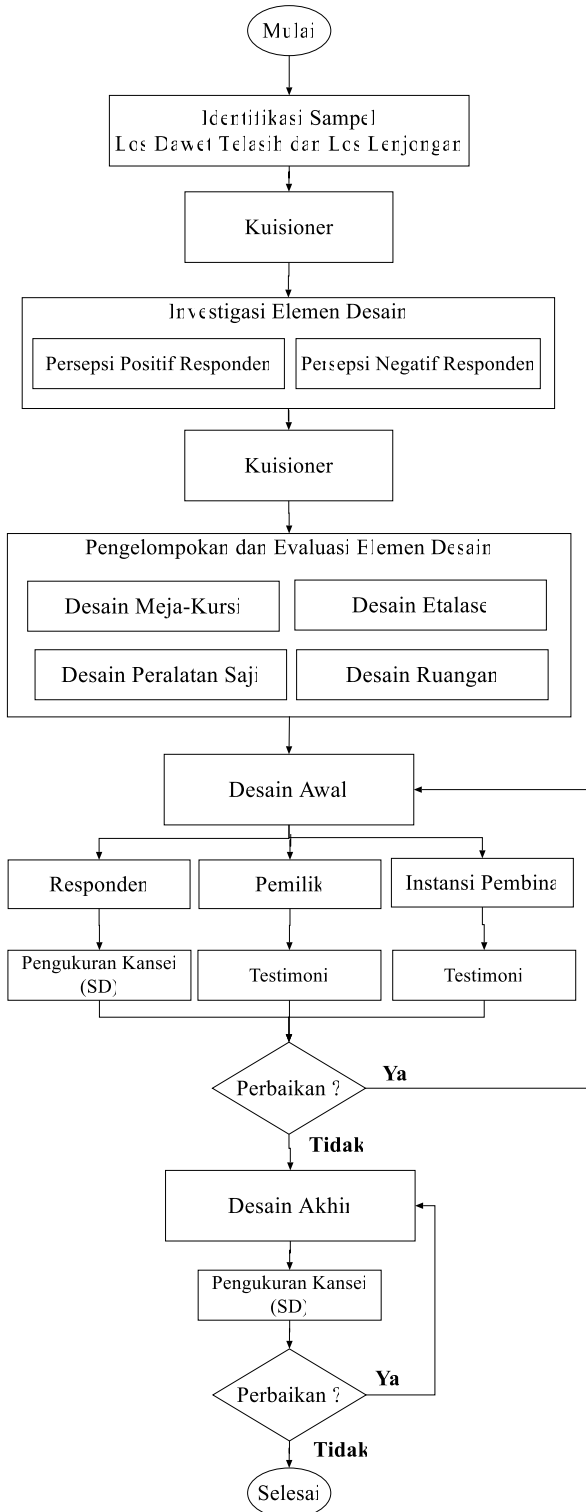 Mulai
Identifikasi Sampel
Los Dawet Telasih dan Los Lenjongan
Kuisioner
Investigasi Elemen Desain
Persepsi Positif Responden
Persepsi Negatif Responden
Kuisioner
Pengelompokan dan Evaluasi Elemen Desain
Desain Meja-Kursi
Desain Etalase
Desain Peralatan Saji
Desain Ruangan
Desain Awal
Responden
Pemilik
Instansi Pembina
Pengukuran Kansei
(SD)
Testimoni
Testimoni
Perbaikan ?
Ya
Tidak
Desain Akhir
Pengukuran Kansei
(SD)
Perbaikan ?
Ya
Tidak
Selesai